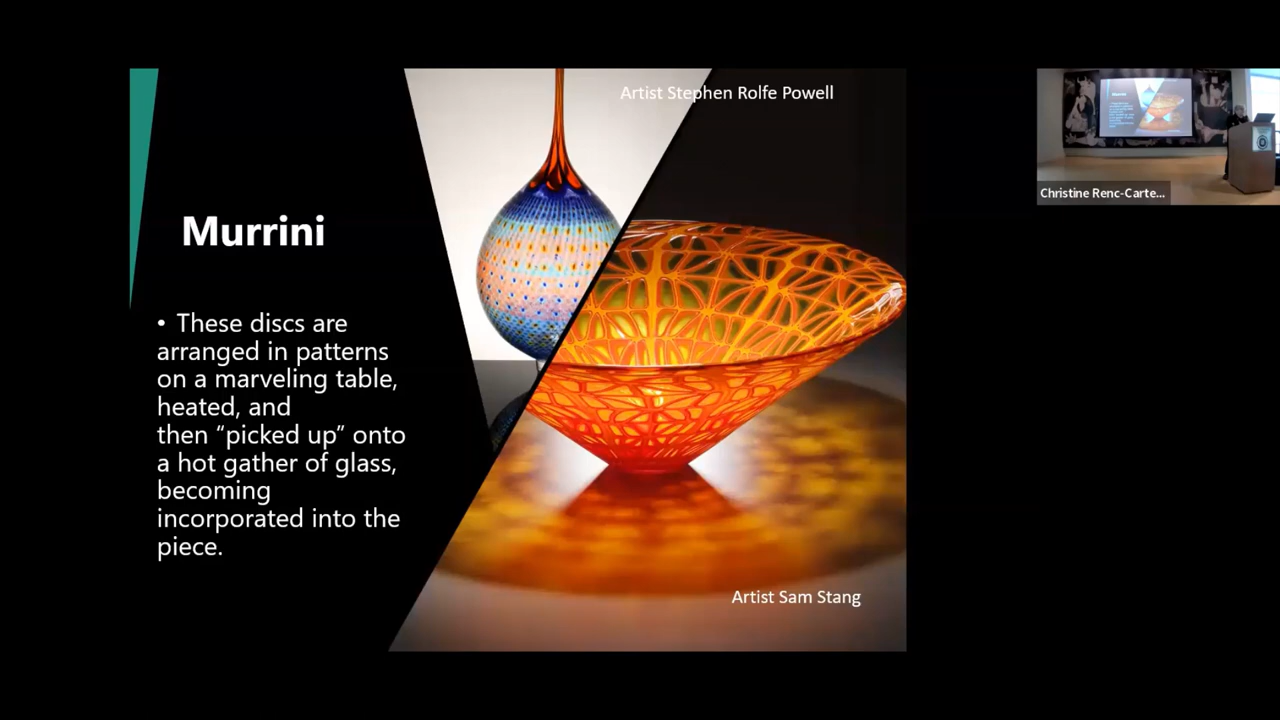 Artist Stephen Rolfe Powell
Murrini
• These discs are
arranged in patterns
on a marveling table,
heated, and
then “picked up” onto
a hot gather of glass,
becoming
incorporated into the
piece.
Artist Sam Stang
Christine Renc-Carte...